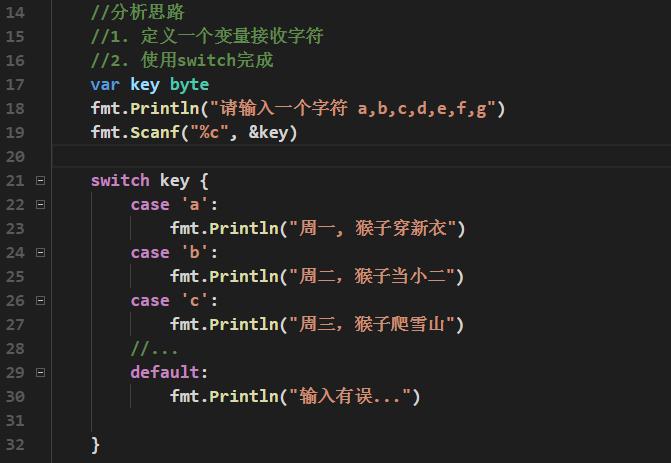 14 //分析思路
15 //1. 定义一个变量接收字符
16 //2. 使用switch完成
17 var key byte
18 fmt.Println("请输入一个字符 a,b,c,d,e,f,g")
19 fmt.Scanf("%c", &key)
20
21 switch key {
22 case 'a':
23 fmt.Println("周一, 猴子穿新衣")
24 case 'b':
25 fmt.Println("周二，猴子当小二")
26 case 'c':
27 fmt.Println("周三，猴子爬雪山")
28 //...
29 default:
30 fmt.Println("输入有误...")
31
32 }